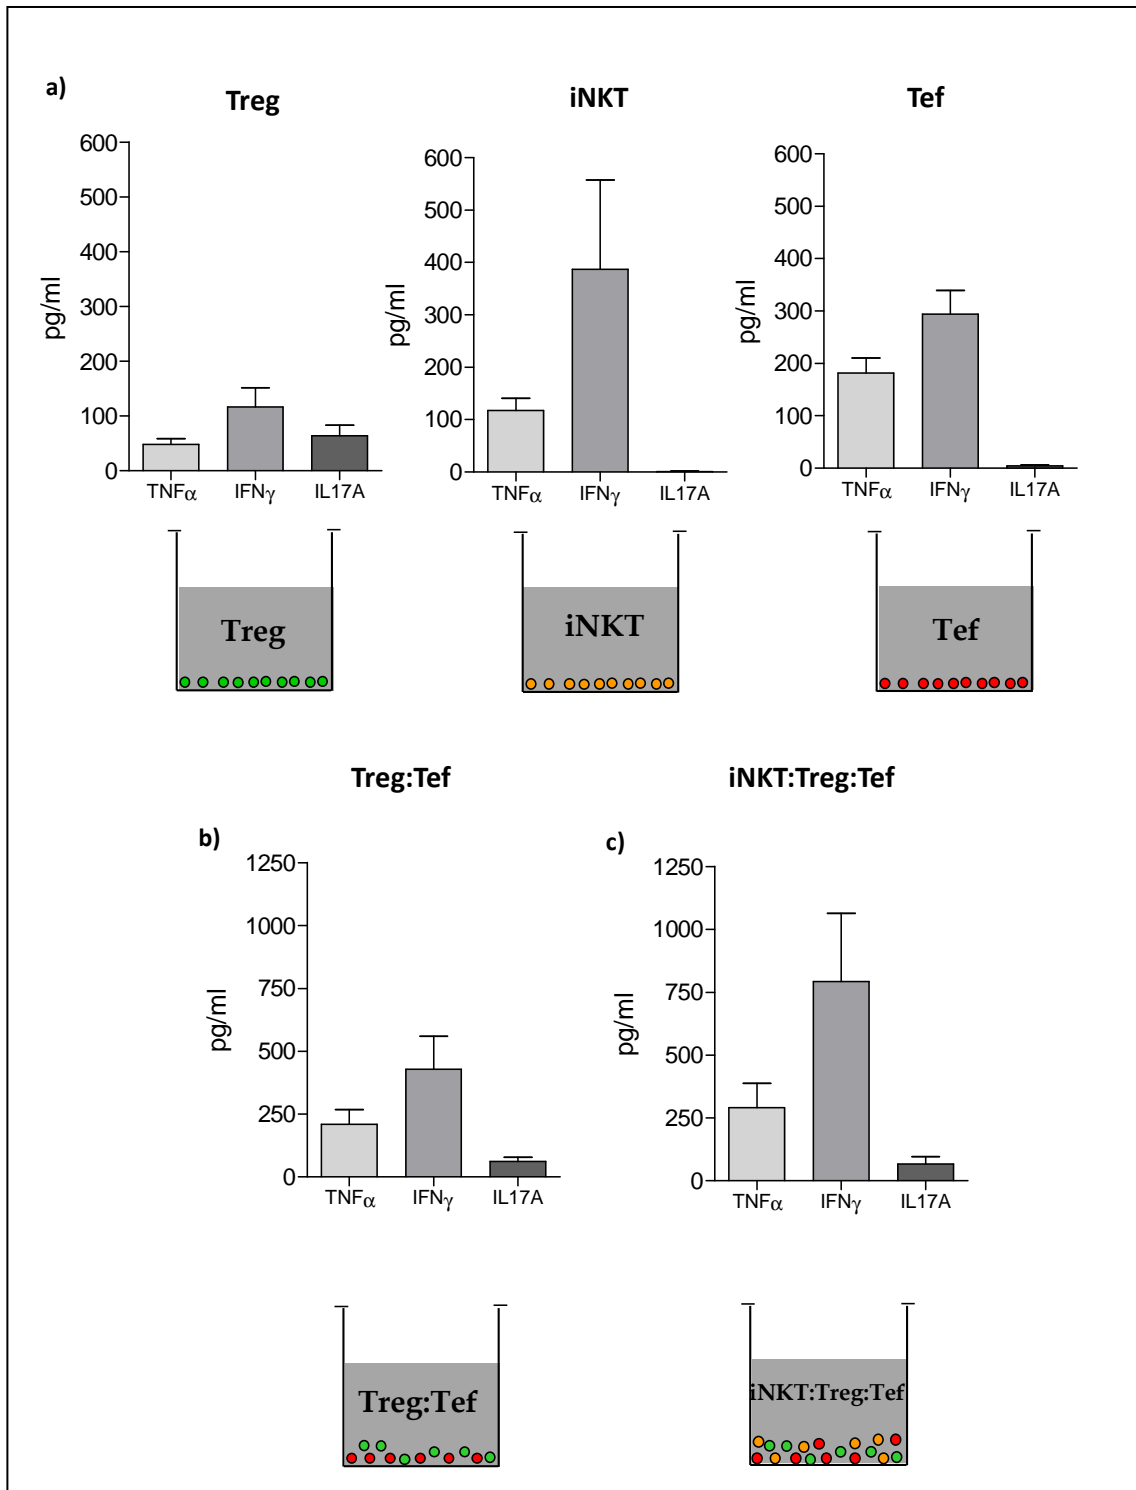 a)
Treg
iNKT
Tef
600
500
400
300
200
100
0
pg/ml
TNFα IFNγ IL17A
600
500
400
300
200
100
0
pg/ml
TNFα IFNγ IL17A
600
500
400
300
200
100
0
pg/ml
TNFα IFNγ IL17A
Treg
iNKT
Tef
Treg:Tef
iNKT:Treg:Tef
b)
1250
1000
750
500
250
0
pg/ml
TNFα IFNγ IL17A
c)
1250
1000
750
500
250
0
pg/ml
TNFα IFNγ IL17A
Treg:Tef
iNKT:Treg:Tef